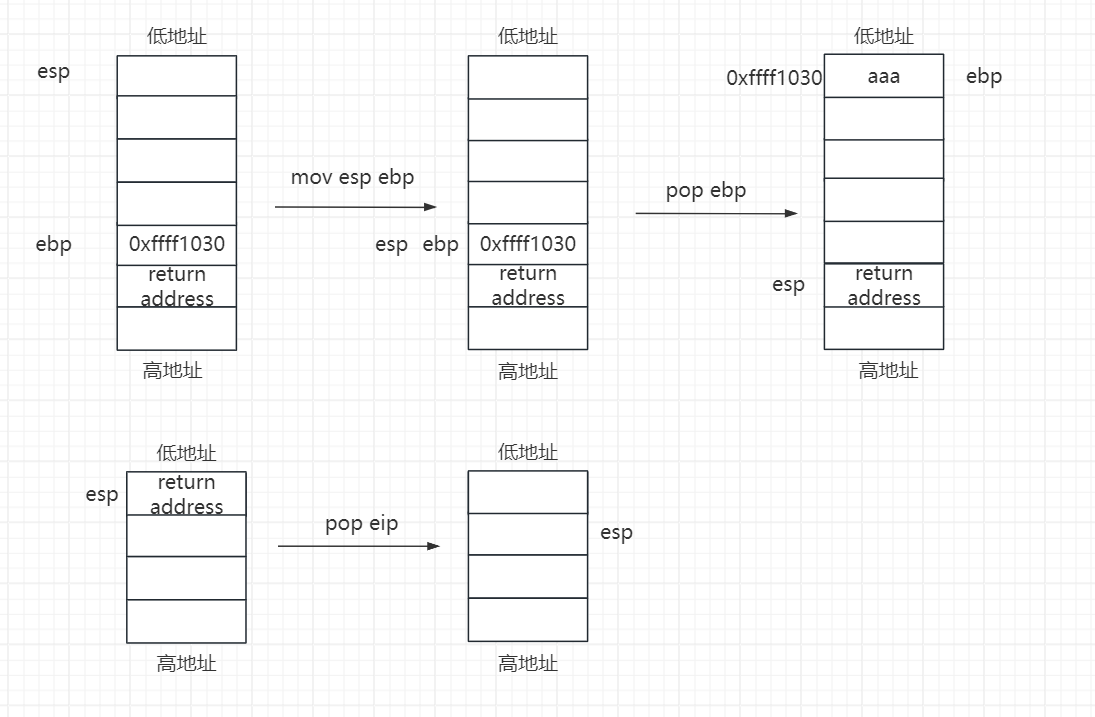 低地址
低地址
低地址
esp
0xffff1030
aaa
ebp
mov esp ebp
pop ebp
ebp
0xffff1030
esp
ebp
0xffff1030
return
address
return
address
esp
return
address
高地址
高地址
高地址
低地址
低地址
esp
return
address
pop eip
esp
高地址
高地址